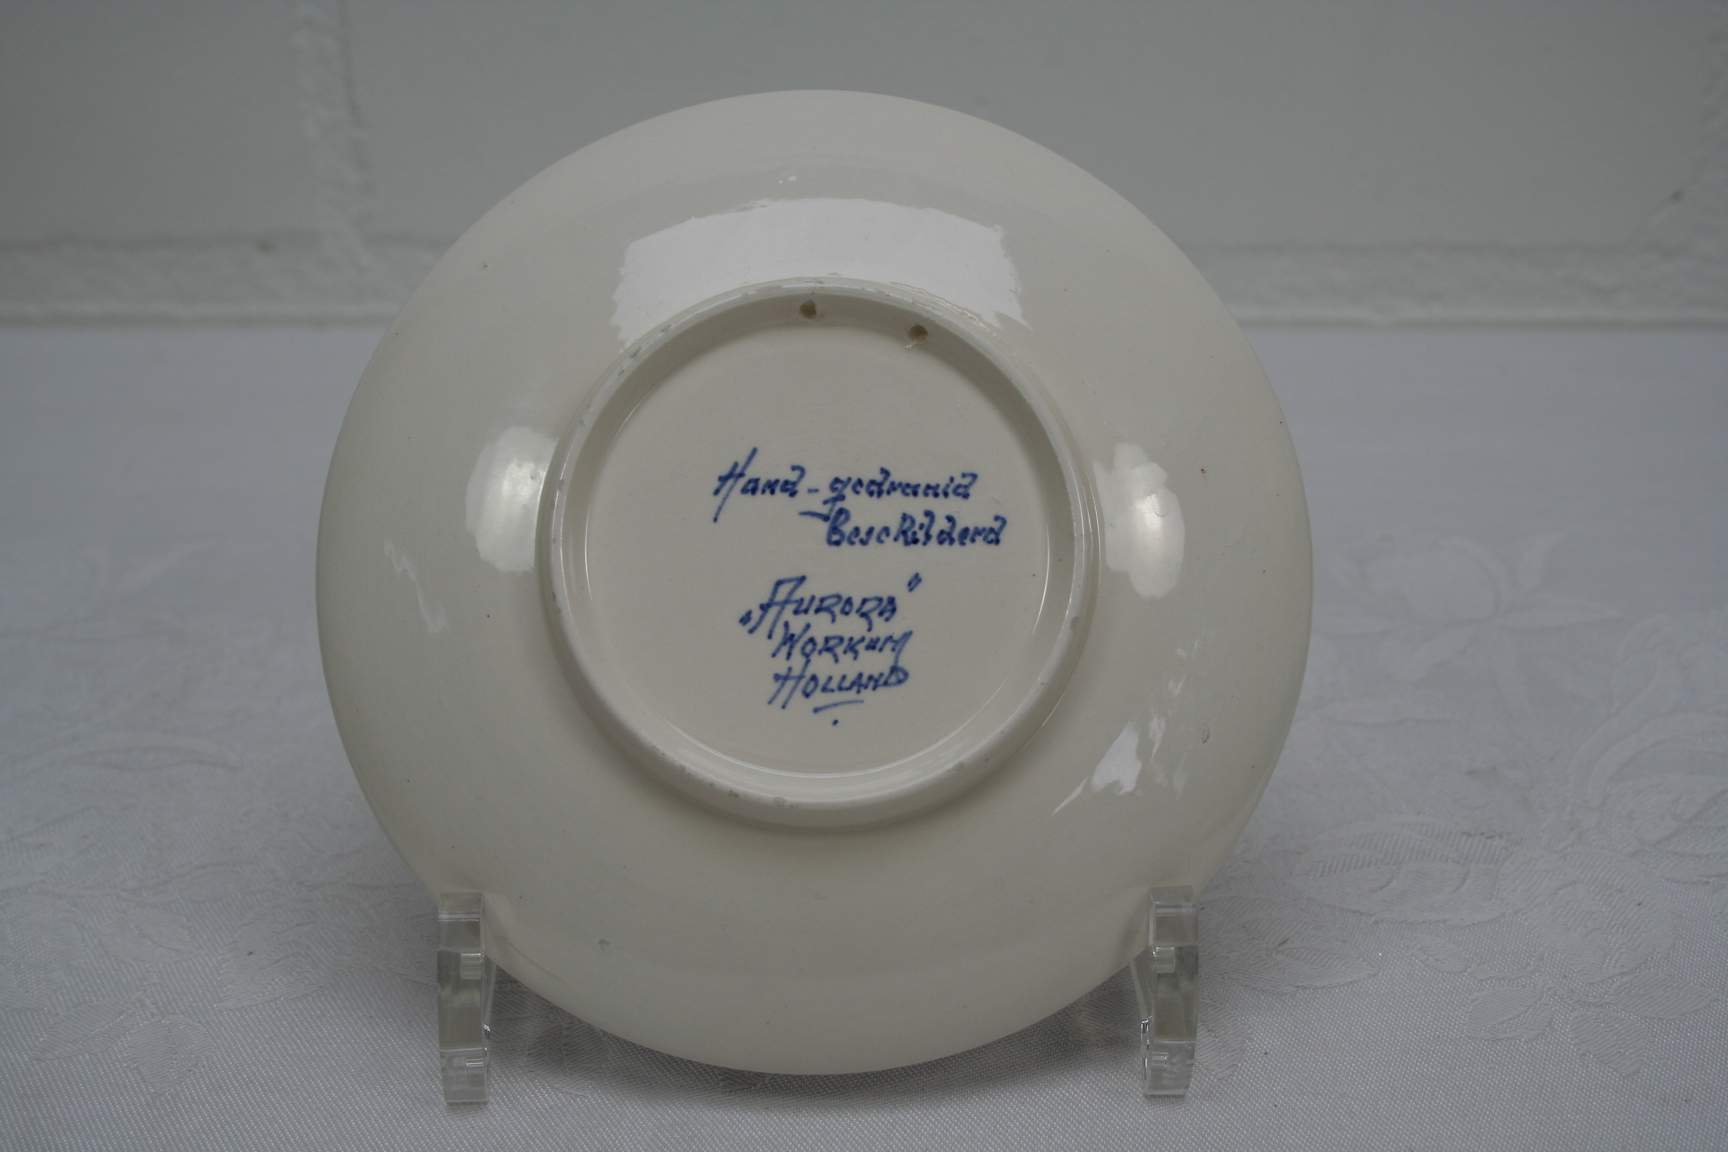 Hand-gedraaid
Beschilderd
„Aurora"
Workum
Holland